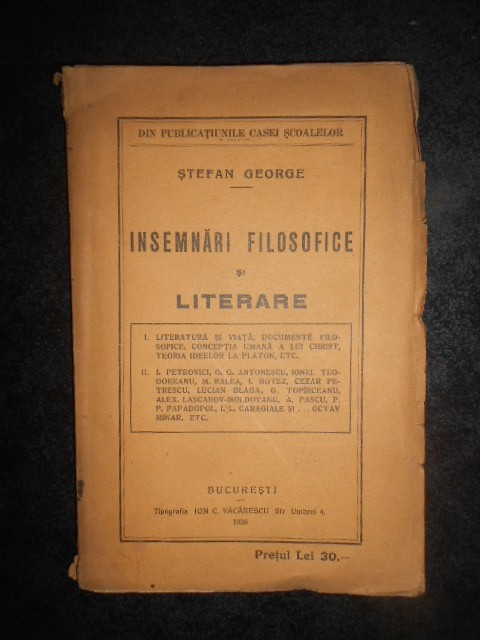 DIN PUBLICAȚIUNILE CASEI ȘCOALELOR
ȘTEFAN GEORGE
INSEMNĂRI FILOSOFICE
ȘI
LITERARE
I. LITERATURĂ SI VIAȚĂ, DOCUMENTE FILO-
SOFICE, CONCEPȚIA UMANĂ A LUI CHRIST,
TEORIA IDEELOR LA PLATON, ETC.
II. I. PETROVICI, G. G. ANTONESCU, IONEL TEO-
DOREANU, M. RALEA, I. BOTEZ, CEZAR PE-
TRESCU, LUCIAN BLAGA, G. TOPÎRCEANU,
ALEX. LASCAROV-MOLDOVANU, A. PASCU, P.
P. PAPADOPOL, I. L. CARAGIALE ȘI ... OCTAV
MINAR, ETC.
BUCUREȘTI
Tipografia ION C. VĂCĂRESCU Str Umbrei 4.
1926
Prețul Lei 30.—